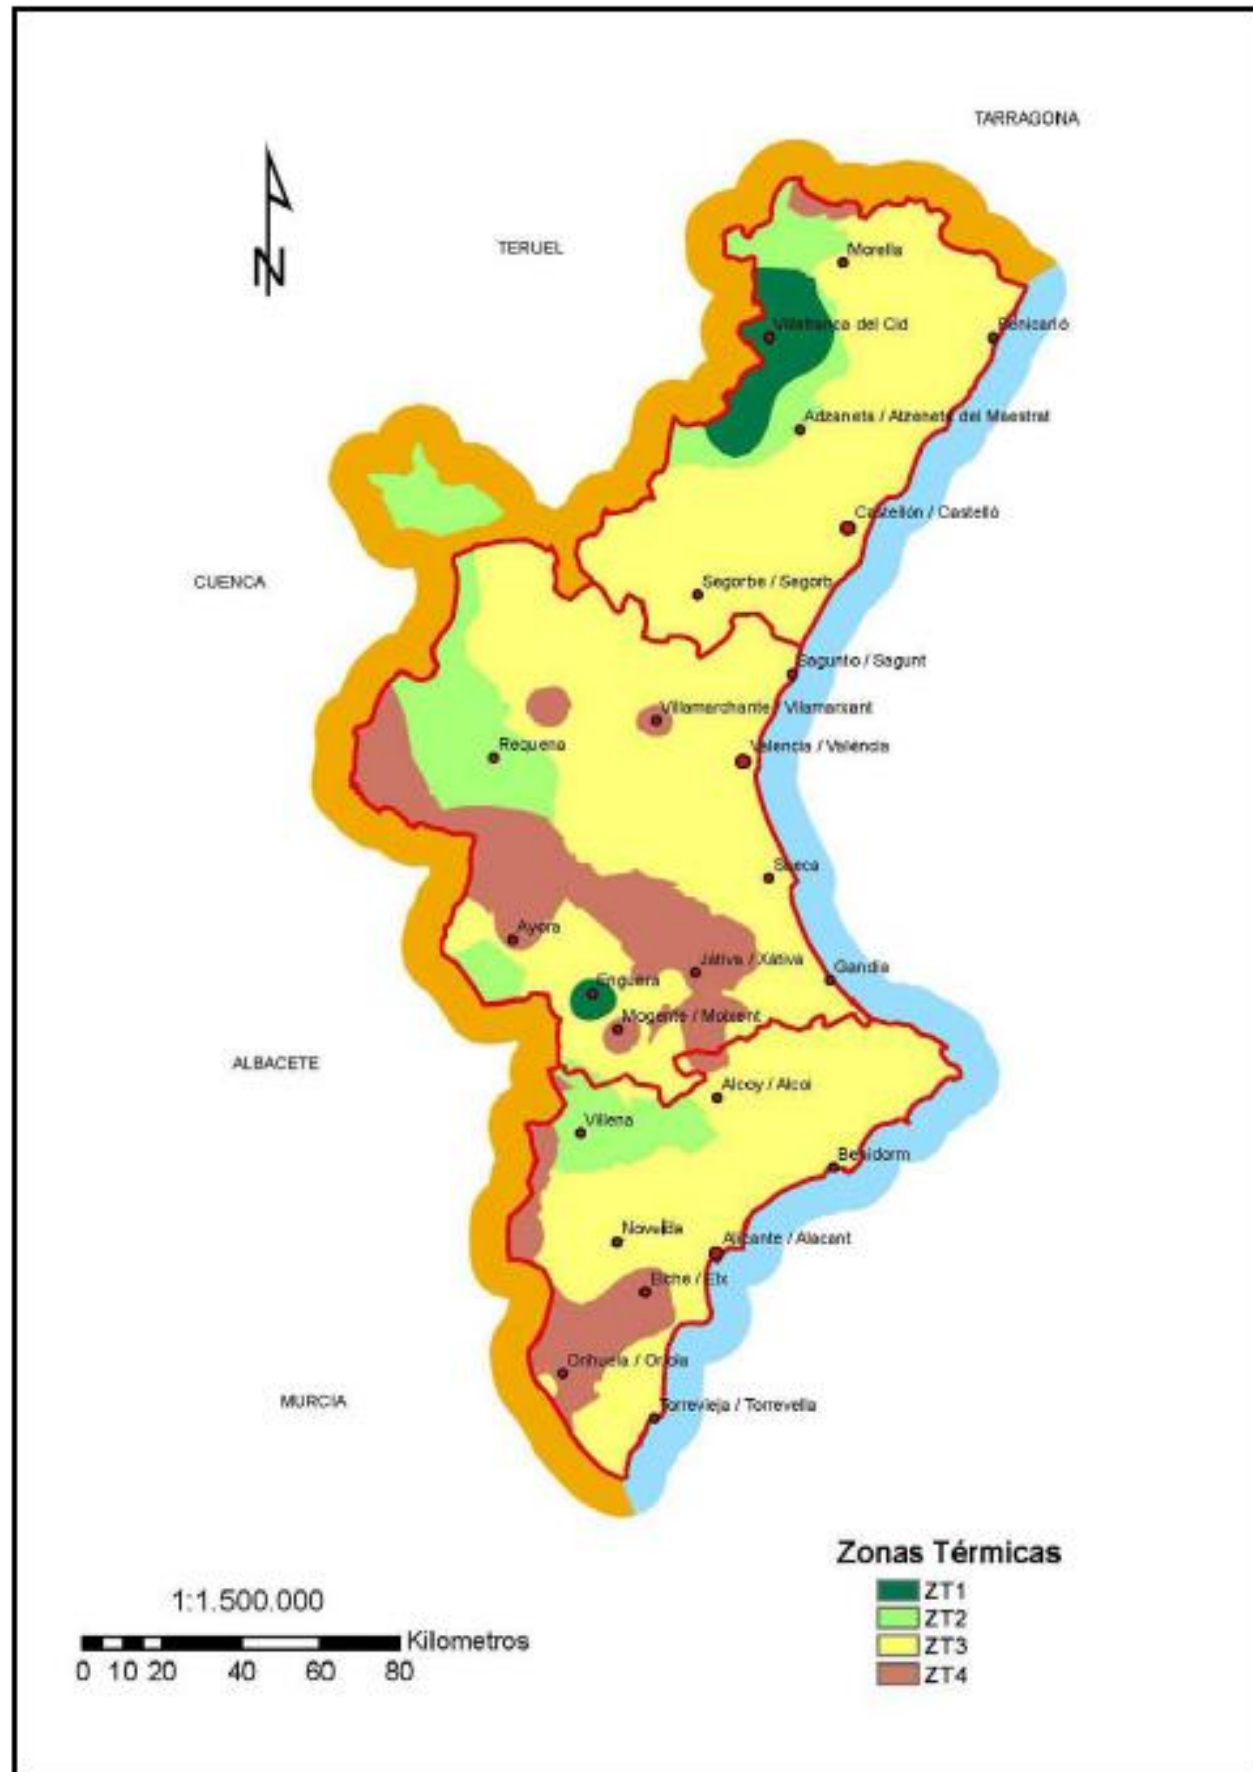 TARRAGONA
N
TERUEL
Morella
Villafranca del Cid
Benicarló
Adzaneta / Atzeneta del Maestrat
Castellón / Castelló
CUENCA
Segorbe / Segorb
Sagunto / Sagunt
Villamarchante / Vilamarxant
Requena
Valencia / València
Sueca
Ayora
Játiva / Xàtiva
Gandia
Enguera
Mogente / Moixent
ALBACETE
Alcoy / Alcoi
Villena
Benidorm
Novelda
Alicante / Alacant
Elche / Elx
Orihuela / Oriola
MURCIA
Torrevieja / Torrevella
Zonas Térmicas
ZT1
ZT2
ZT3
ZT4
1:1.500.000
Kilometros
0 10 20 40 60 80